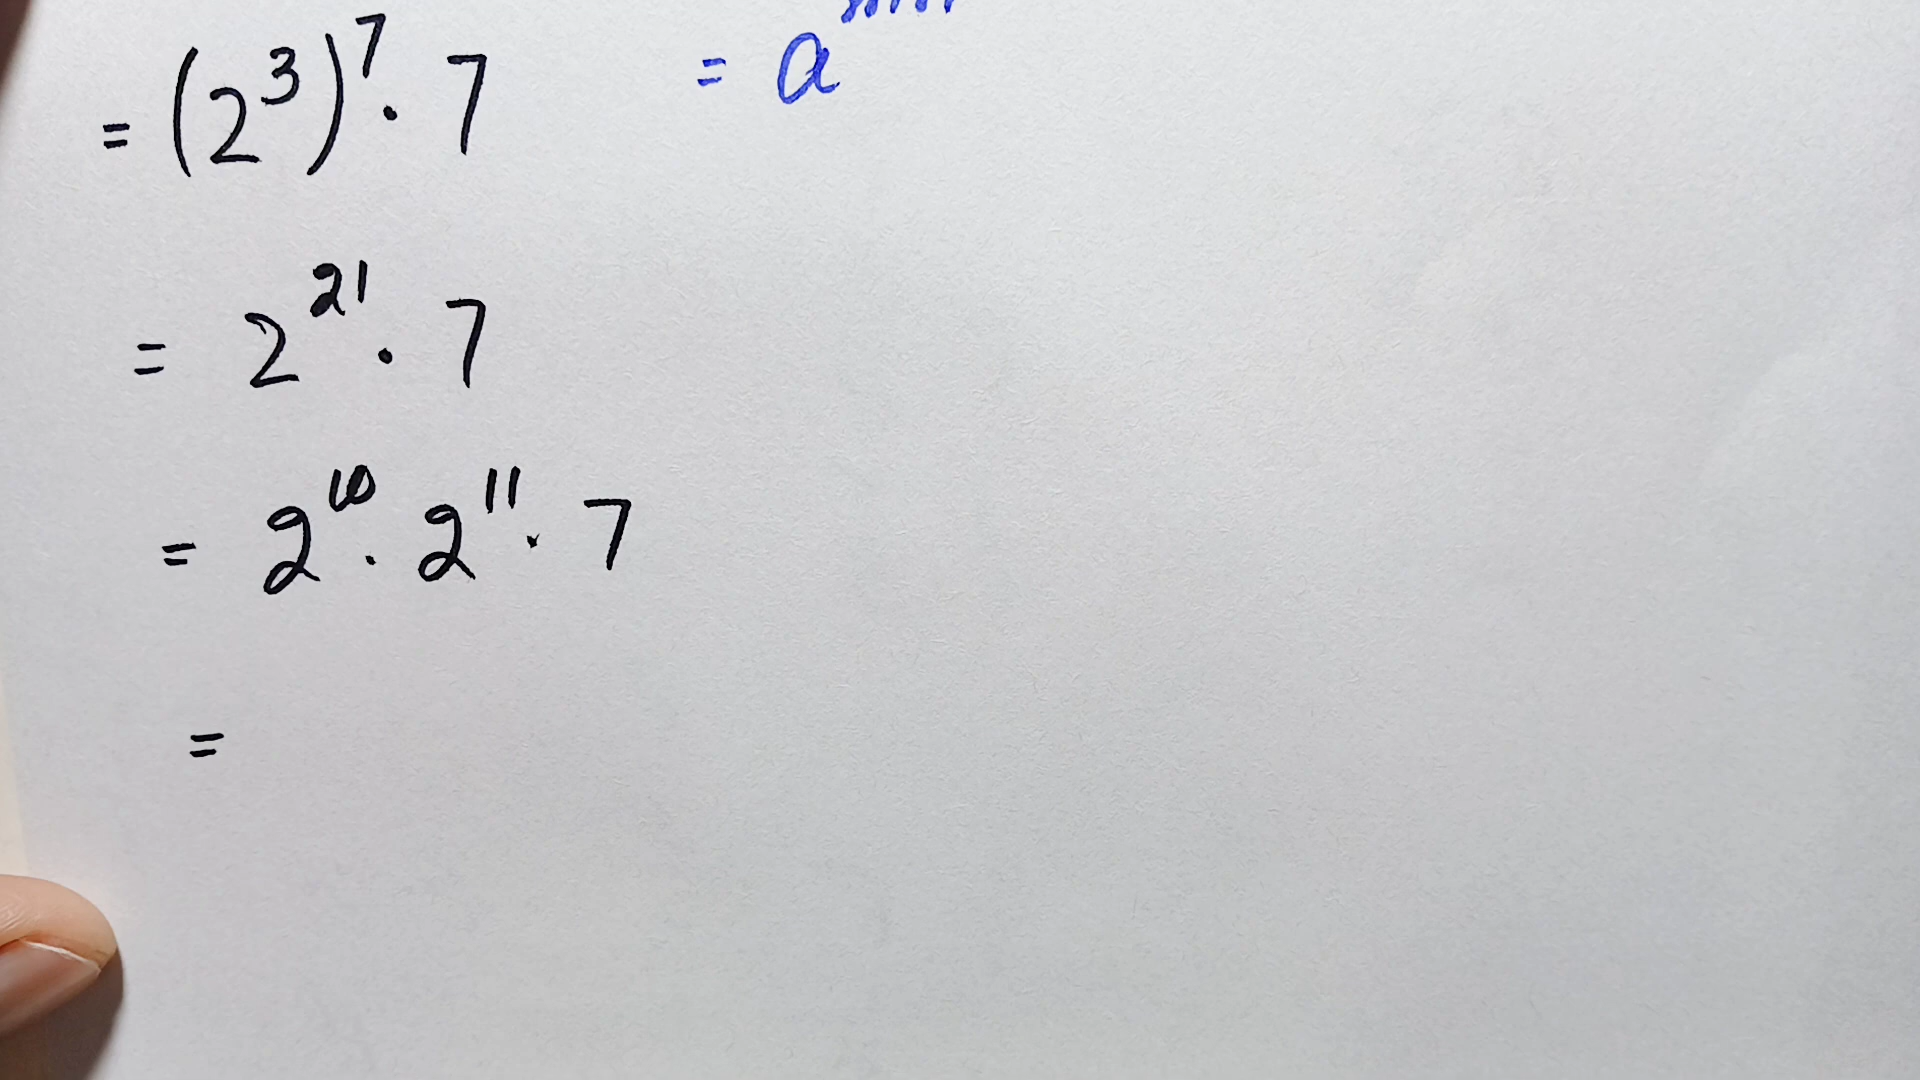 = (2³)⁷ · 7
= a
= 2²¹ · 7
= 2¹⁰ · 2¹¹ · 7
=